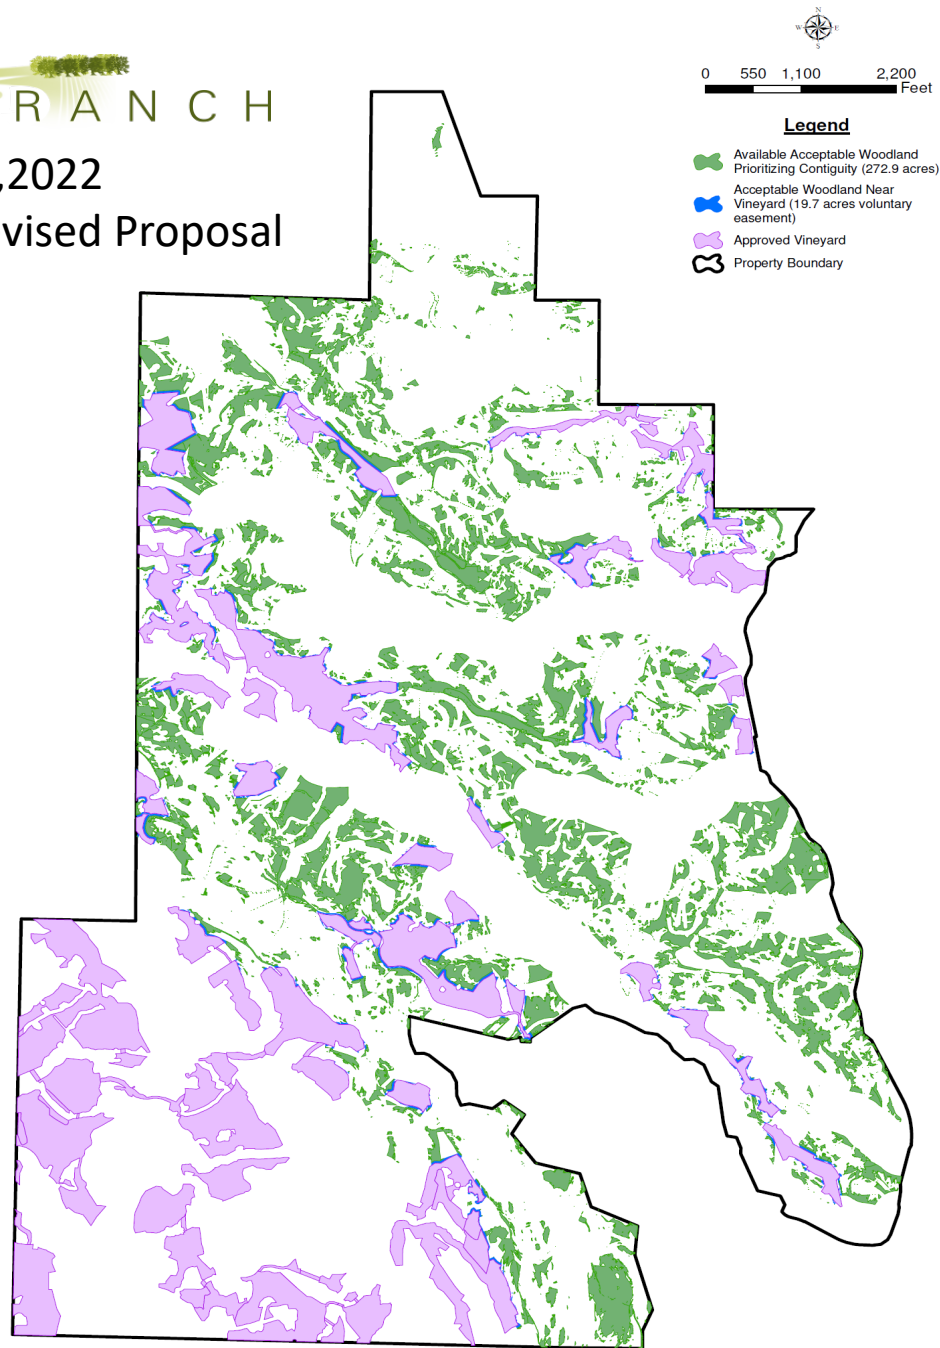 RANCH
,2022
vised Proposal
N
W E
S
0 550 1,100 2,200
Feet
Legend
Available Acceptable Woodland
Prioritizing Contiguity (272.9 acres)
Acceptable Woodland Near
Vineyard (19.7 acres voluntary
easement)
Approved Vineyard
Property Boundary